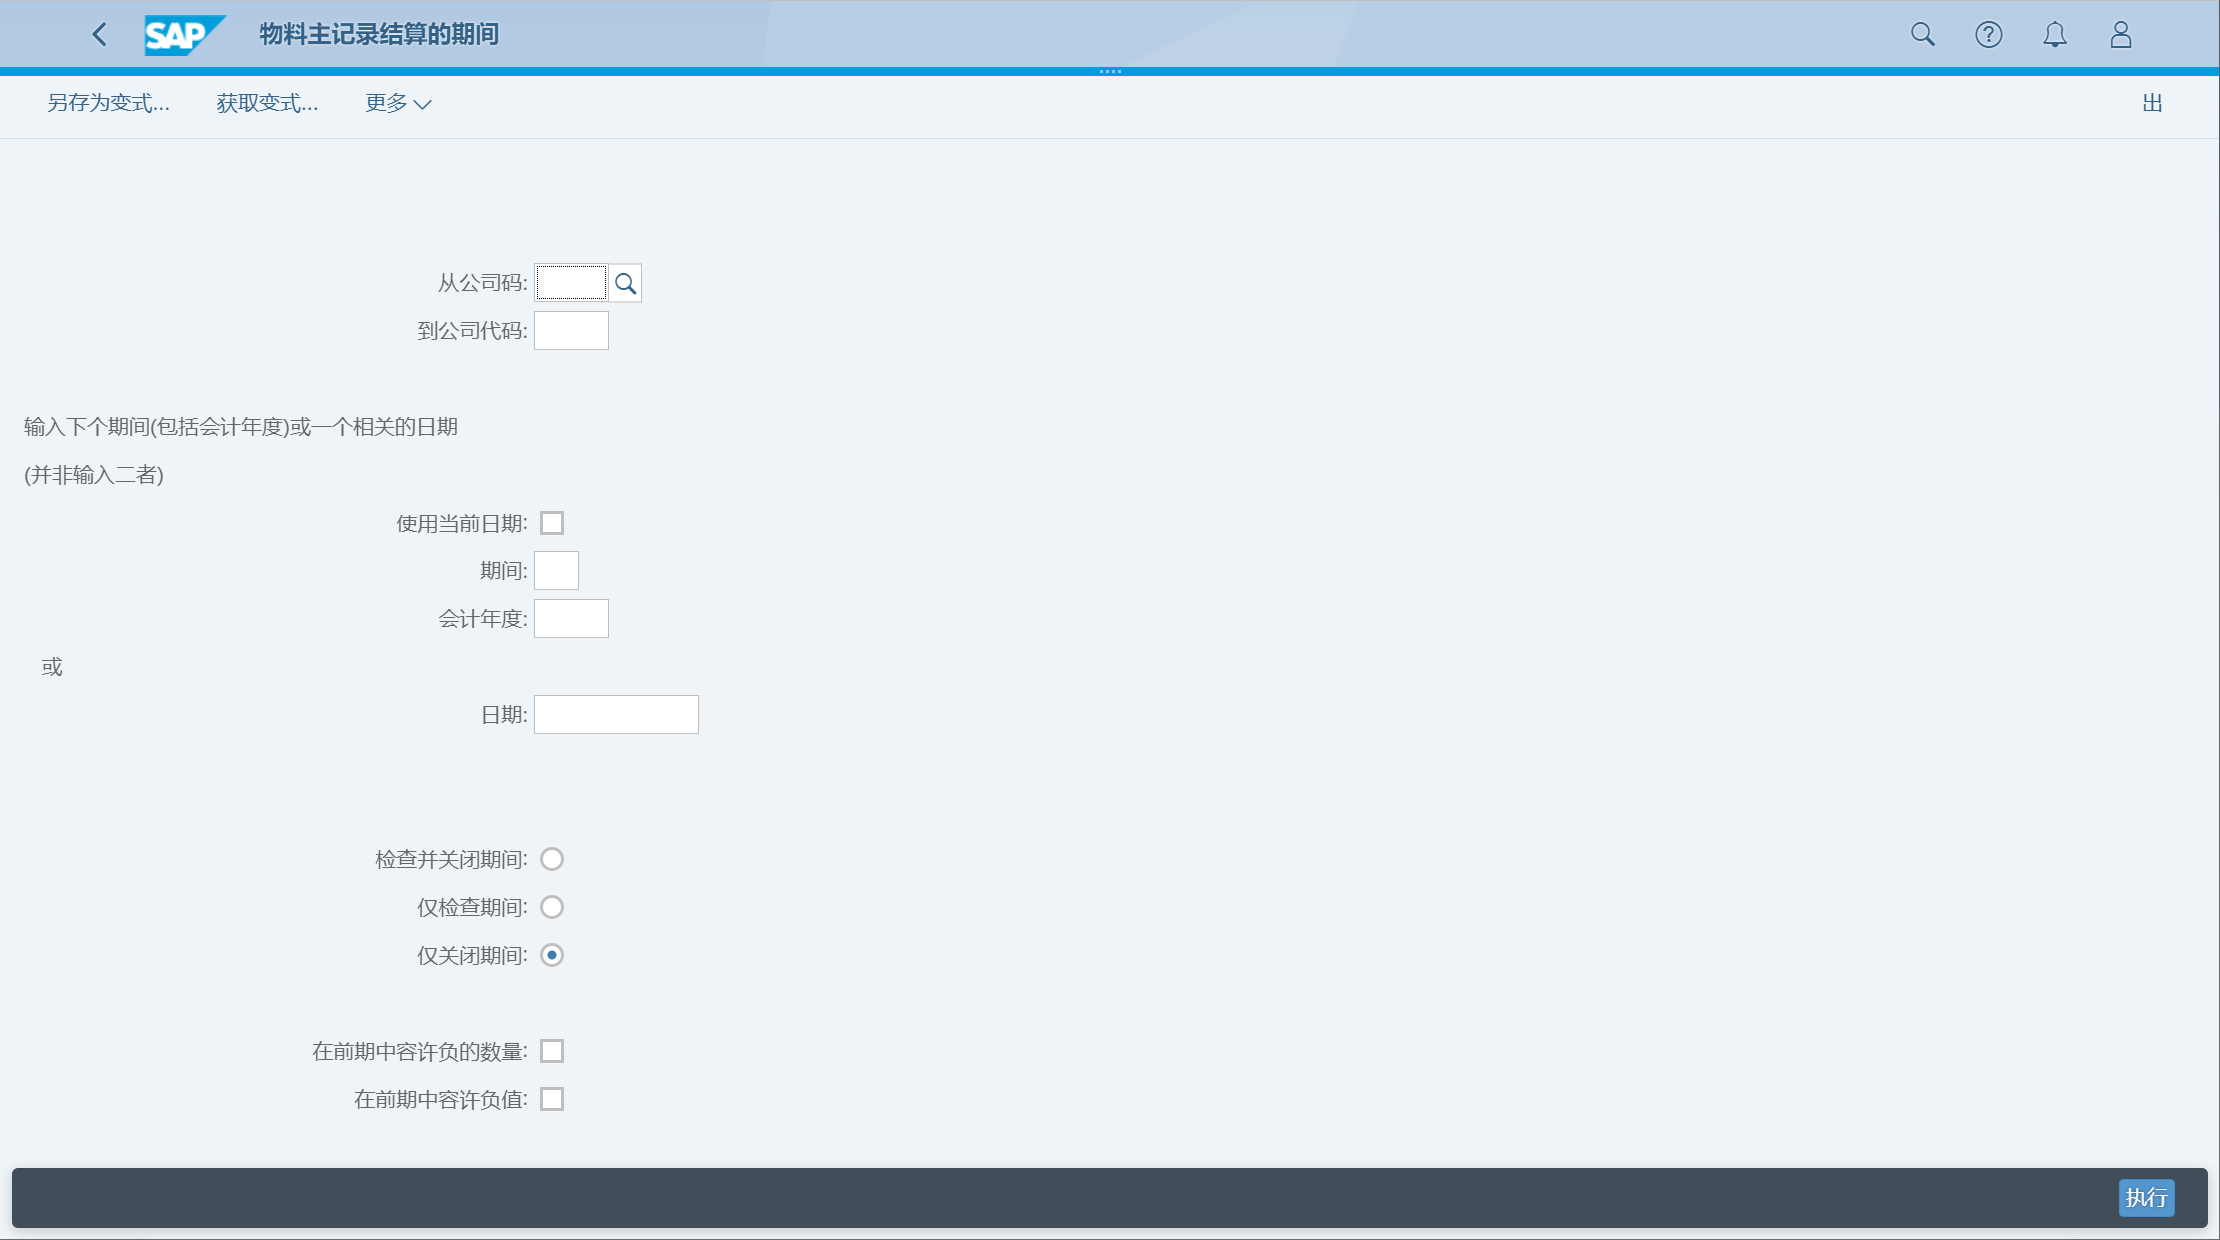 SAP 物料主记录结算的期间
另存为变式... 获取变式... 更多 出
从公司码:
到公司代码:
输入下个期间(包括会计年度)或一个相关的日期
(并非输入二者)
使用当前日期:
期间:
会计年度:
或
日期:
检查并关闭期间:
仅检查期间:
仅关闭期间:
在前期中容许负的数量:
在前期中容许负值:
执行